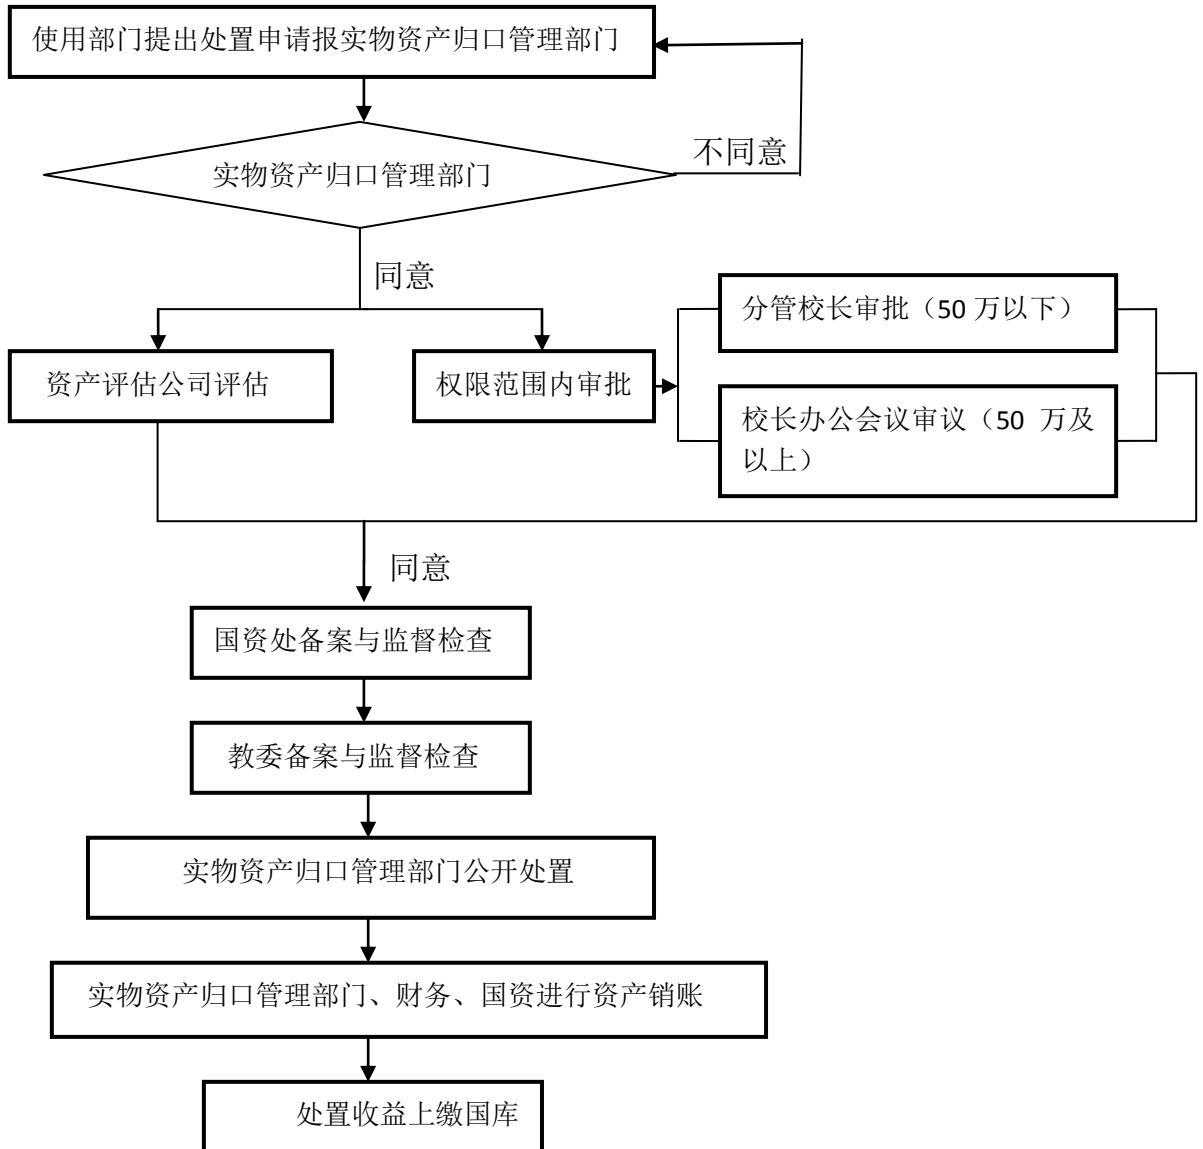 使用部门提出处置申请报实物资产归口管理部门
不同意
实物资产归口管理部门
同意
分管校长审批（50 万以下）
资产评估公司评估
权限范围内审批
校长办公会议审议（50 万及
以上）
同意
国资处备案与监督检查
教委备案与监督检查
实物资产归口管理部门公开处置
实物资产归口管理部门、财务、国资进行资产销账
处置收益上缴国库